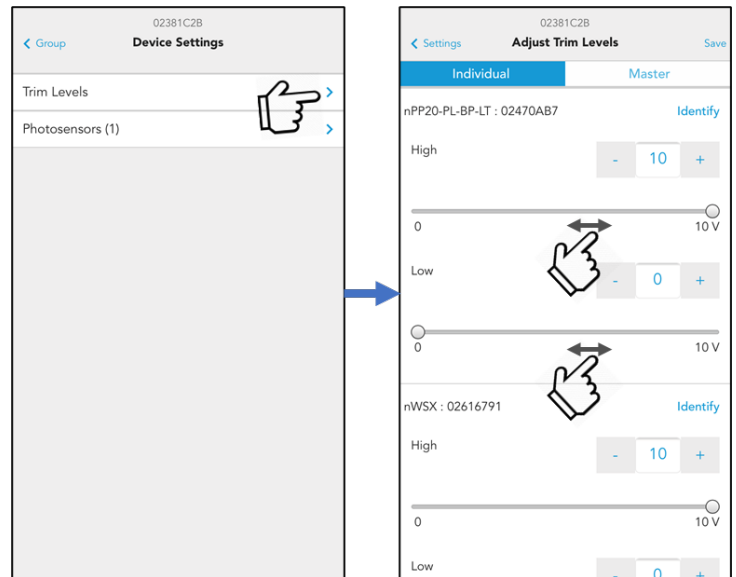 02381C2B
Group
Device Settings
Trim Levels
Photosensors (1)
02381C2B
Settings
Adjust Trim Levels
Save
Individual
Master
nPP20-PL-BP-LT : 02470AB7
Identify
High
- 10 +
0
10 V
Low
- 0 +
0
10 V
nWSX : 02616791
Identify
High
- 10 +
0
10 V
Low
- 0 +